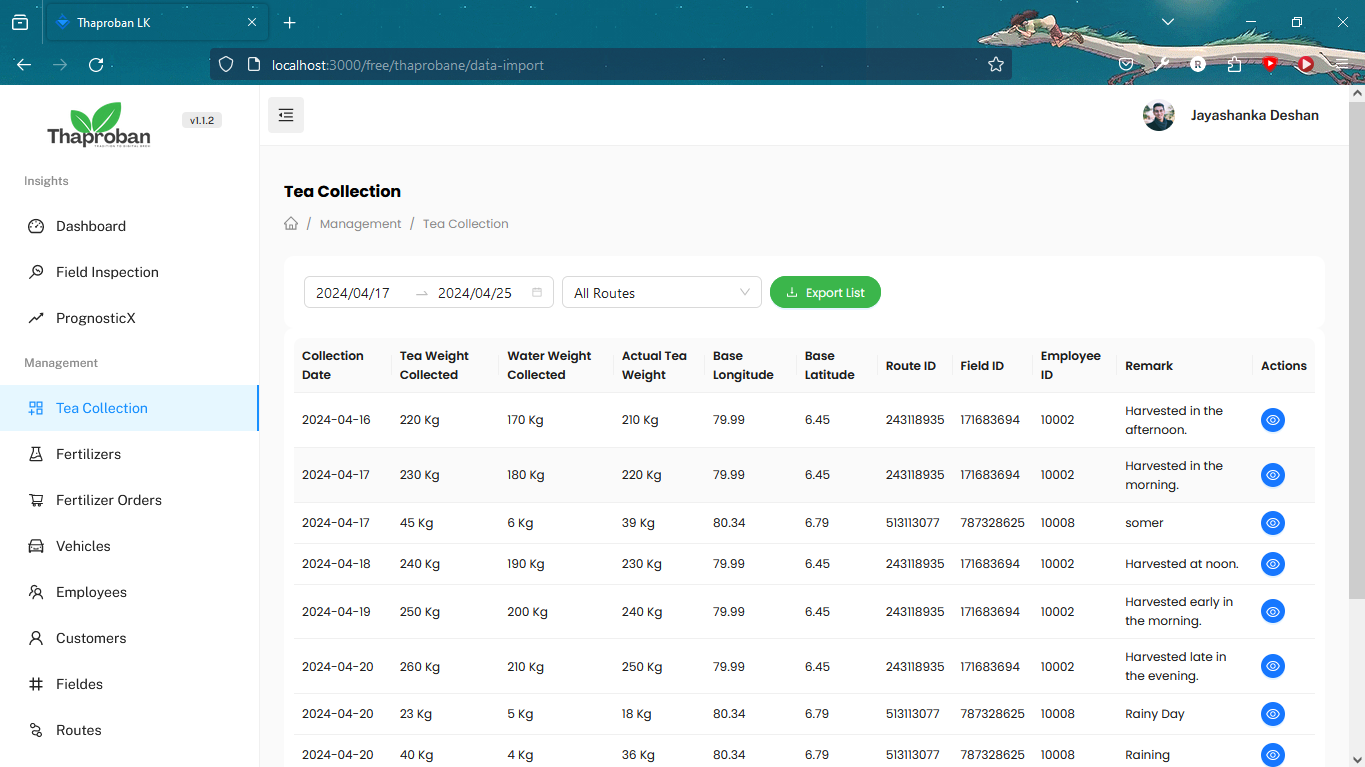 Thaproban LK
localhost:3000/free/thaprobane/data-import
R
Thaproban
v1.1.2
Jayashanka Deshan
Insights
Dashboard
Field Inspection
PrognosticX
Management
Tea Collection
Fertilizers
Fertilizer Orders
Vehicles
Employees
Customers
Fieldes
Routes
Tea Collection
/ Management / Tea Collection
2024/04/17 → 2024/04/25 All Routes Export List
Collection Date Tea Weight Collected Water Weight Collected Actual Tea Weight Base Longitude Base Latitude Route ID Field ID Employee ID Remark Actions
2024-04-16 220 Kg 170 Kg 210 Kg 79.99 6.45 243118935 171683694 10002 Harvested in the afternoon.
2024-04-17 230 Kg 180 Kg 220 Kg 79.99 6.45 243118935 171683694 10002 Harvested in the morning.
2024-04-17 45 Kg 6 Kg 39 Kg 80.34 6.79 513113077 787328625 10008 somer
2024-04-18 240 Kg 190 Kg 230 Kg 79.99 6.45 243118935 171683694 10002 Harvested at noon.
2024-04-19 250 Kg 200 Kg 240 Kg 79.99 6.45 243118935 171683694 10002 Harvested early in the morning.
2024-04-20 260 Kg 210 Kg 250 Kg 79.99 6.45 243118935 171683694 10002 Harvested late in the evening.
2024-04-20 23 Kg 5 Kg 18 Kg 80.34 6.79 513113077 787328625 10008 Rainy Day
2024-04-20 40 Kg 4 Kg 36 Kg 80.34 6.79 513113077 787328625 10008 Raining